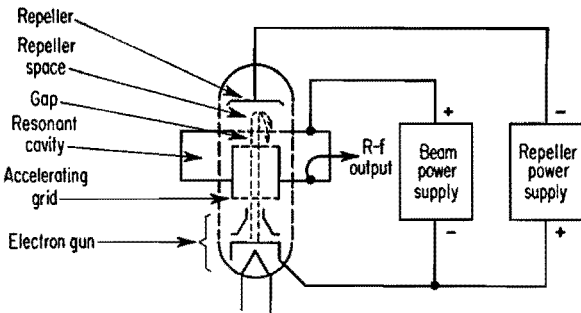 Repeller
Repeller
space
Gap
Resonant
cavity
Accelerating
grid
Electron gun
R-f
output
+
Beam
power
supply
−
−
Repeller
power
supply
+